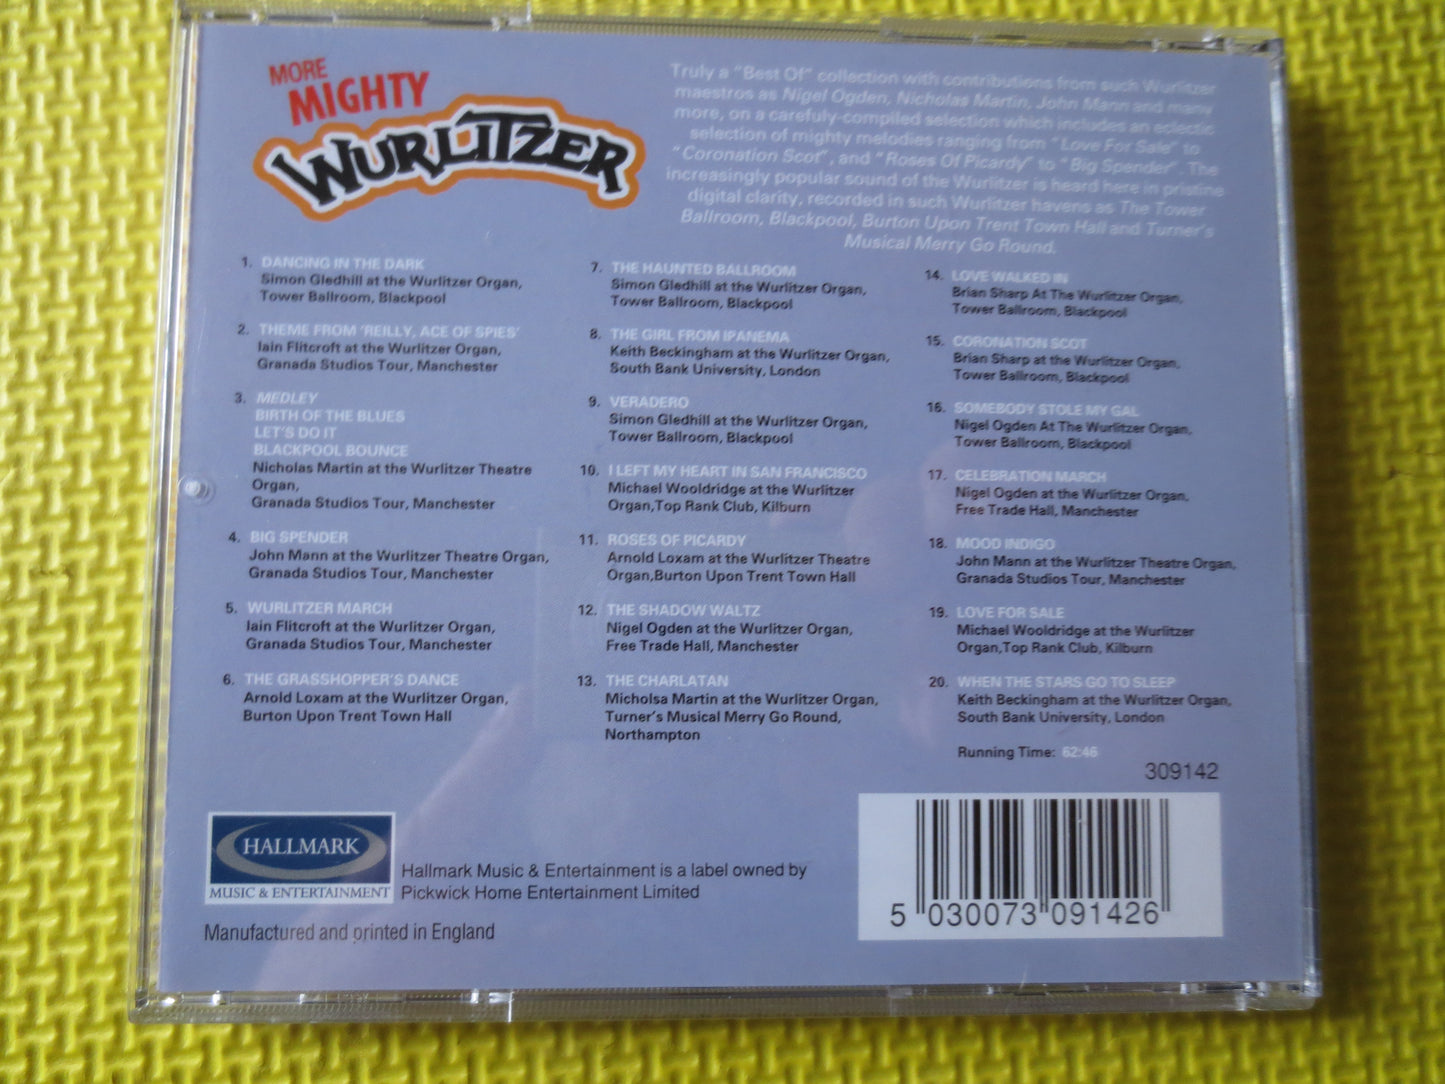 MORE
MIGHTY
WURLITZER
Truly a "Best Of" collection with contributions from such Wurlitzer
maestros as Nigel Ogden, Nicholas Martin, John Mann and many
more, on a carefuly-compiled selection which includes an eclectic
selection of mighty melodies ranging from "Love For Sale" to
"Coronation Scot", and "Roses Of Picardy" to "Big Spender". The
increasingly popular sound of the Wurlitzer is heard here in pristine
digital clarity, recorded in such Wurlitzer havens as The Tower
Ballroom, Blackpool, Burton Upon Trent Town Hall and Turner's
Musical Merry Go Round.
1. DANCING IN THE DARK
Simon Gledhill at the Wurlitzer Organ,
Tower Ballroom, Blackpool
2. THEME FROM 'REILLY, ACE OF SPIES'
Iain Flitcroft at the Wurlitzer Organ,
Granada Studios Tour, Manchester
3. MEDLEY
BIRTH OF THE BLUES
LET'S DO IT
BLACKPOOL BOUNCE
Nicholas Martin at the Wurlitzer Theatre
Organ,
Granada Studios Tour, Manchester
4. BIG SPENDER
John Mann at the Wurlitzer Theatre Organ,
Granada Studios Tour, Manchester
5. WURLITZER MARCH
Iain Flitcroft at the Wurlitzer Organ,
Granada Studios Tour, Manchester
6. THE GRASSHOPPER'S DANCE
Arnold Loxam at the Wurlitzer Organ,
Burton Upon Trent Town Hall
7. THE HAUNTED BALLROOM
Simon Gledhill at the Wurlitzer Organ,
Tower Ballroom, Blackpool
8. THE GIRL FROM IPANEMA
Keith Beckingham at the Wurlitzer Organ,
South Bank University, London
9. VERADERO
Simon Gledhill at the Wurlitzer Organ,
Tower Ballroom, Blackpool
10. I LEFT MY HEART IN SAN FRANCISCO
Michael Wooldridge at the Wurlitzer
Organ,Top Rank Club, Kilburn
11. ROSES OF PICARDY
Arnold Loxam at the Wurlitzer Theatre
Organ,Burton Upon Trent Town Hall
12. THE SHADOW WALTZ
Nigel Ogden at the Wurlitzer Organ,
Free Trade Hall, Manchester
13. THE CHARLATAN
Micholsa Martin at the Wurlitzer Organ,
Turner's Musical Merry Go Round,
Northampton
14. LOVE WALKED IN
Brian Sharp At The Wurlitzer Organ,
Tower Ballroom, Blackpool
15. CORONATION SCOT
Brian Sharp at the Wurlitzer Organ,
Tower Ballroom, Blackpool
16. SOMEBODY STOLE MY GAL
Nigel Ogden At The Wurlitzer Organ,
Tower Ballroom, Blackpool
17. CELEBRATION MARCH
Nigel Ogden at the Wurlitzer Organ,
Free Trade Hall, Manchester
18. MOOD INDIGO
John Mann at the Wurlitzer Theatre Organ,
Granada Studios Tour, Manchester
19. LOVE FOR SALE
Michael Wooldridge at the Wurlitzer
Organ,Top Rank Club, Kilburn
20. WHEN THE STARS GO TO SLEEP
Keith Beckingham at the Wurlitzer Organ,
South Bank University, London
Running Time: 62:46
309142
HALLMARK
MUSIC & ENTERTAINMENT
Hallmark Music & Entertainment is a label owned by
Pickwick Home Entertainment Limited
Manufactured and printed in England
5 030073 091426